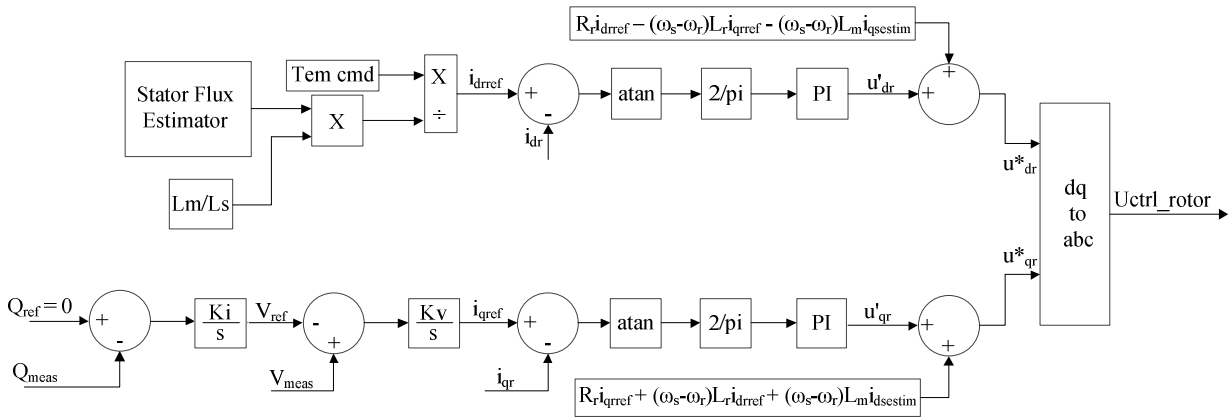 R_r i_drref – (ω_s-ω_r)L_r i_qrref - (ω_s-ω_r)L_m i_qsestim
Stator Flux
Estimator
Tem cmd
X
X
÷
i_drref
+
-
i_dr
atan
2/pi
PI
u'_dr
+
+
Lm/Ls
u*_dr
dq
to
abc
Uctrl_rotor
u*_qr
Q_ref = 0
+
-
Q_meas
Ki
s
V_ref
-
+
V_meas
Kv
s
i_qref
+
-
i_qr
atan
2/pi
PI
u'_qr
+
+
R_r i_qrref + (ω_s-ω_r)L_r i_drref + (ω_s-ω_r)L_m i_dsestim